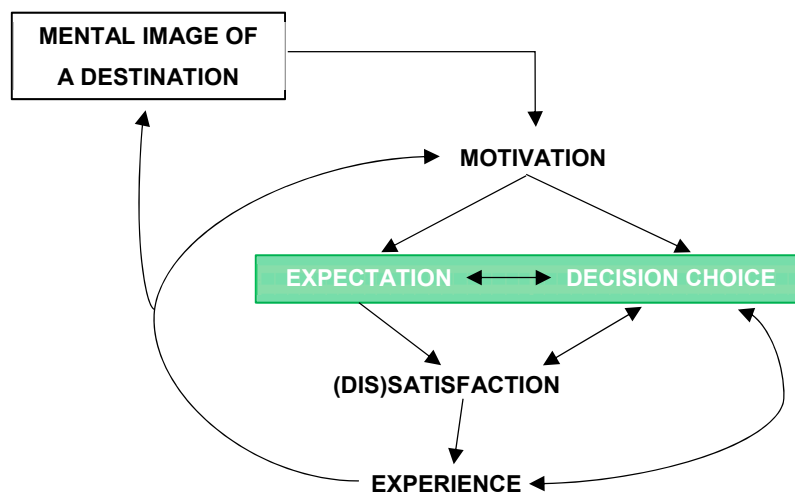 MENTAL IMAGE OF
A DESTINATION
MOTIVATION
EXPECTATION
DECISION CHOICE
(DIS)SATISFACTION
EXPERIENCE